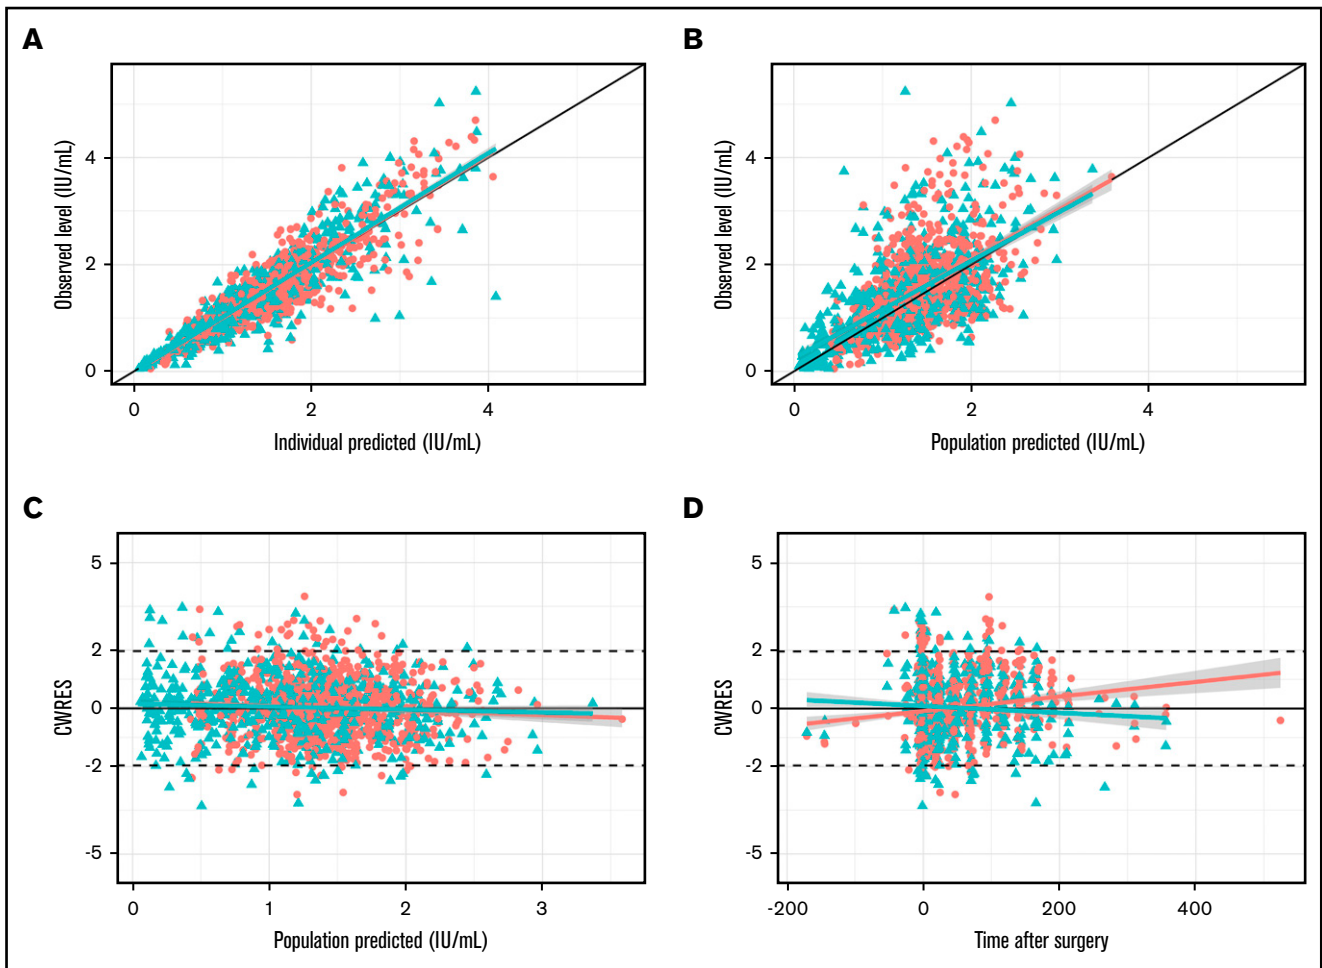 A
Observed level (IU/mL)
4
2
0
0 2 4
Individual predicted (IU/mL)
B
Observed level (IU/mL)
4
2
0
0 2 4
Population predicted (IU/mL)
C
CWRES
5
2
0
-2
-5
0 1 2 3
Population predicted (IU/mL)
D
CWRES
5
2
0
-2
-5
-200 0 200 400
Time after surgery